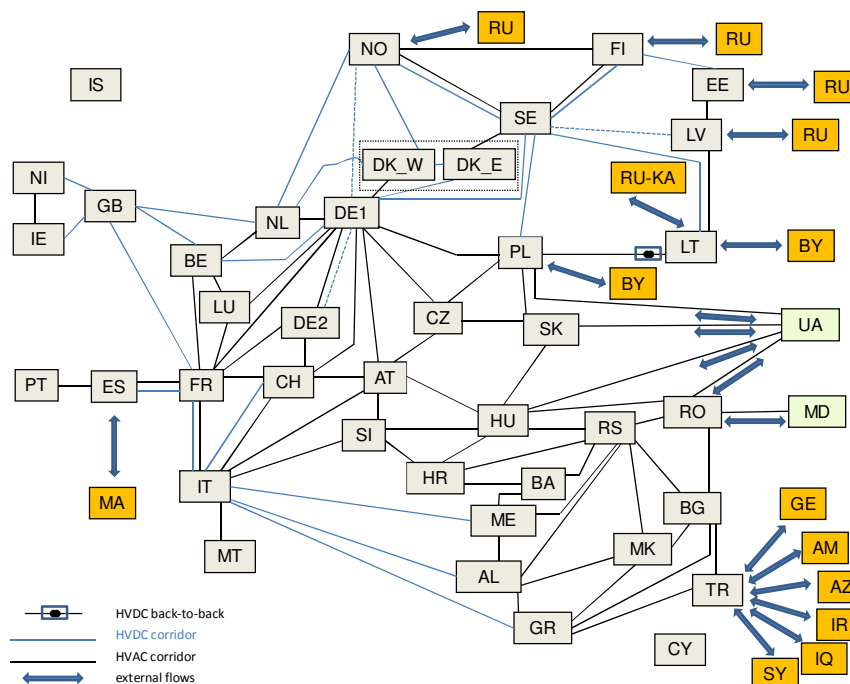 RU
NO
FI
RU
IS
EE
RU
SE
LV
RU
DK_W
DK_E
RU-KA
NI
GB
NL
DE1
IE
BE
PL
LT
BY
BY
LU
DE2
CZ
SK
UA
PT
ES
FR
CH
AT
HU
RO
MD
SI
RS
MA
IT
HR
BA
ME
BG
GE
MT
MK
AM
AL
TR
AZ
GR
IR
CY
IQ
SY
HVDC back-to-back
HVDC corridor
HVAC corridor
external flows